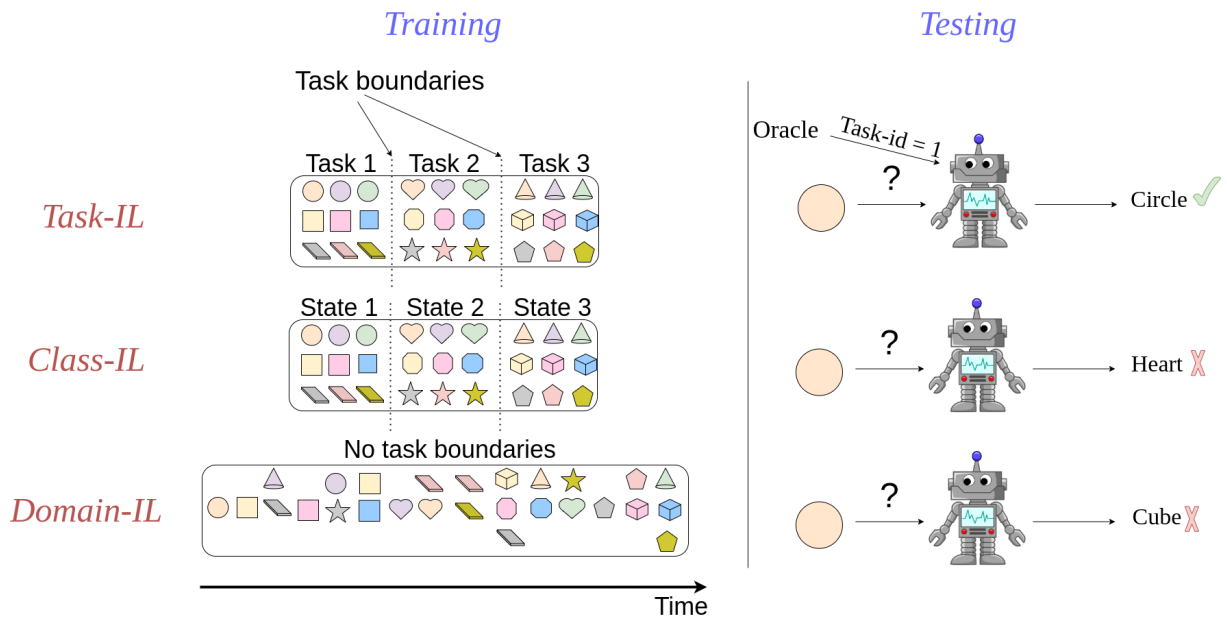 Training
Testing
Task boundaries
Oracle
Task-id = 1
Task 1
Task 2
Task 3
Task-IL
?
Circle
State 1
State 2
State 3
Class-IL
?
Heart
No task boundaries
Domain-IL
?
Cube
Time